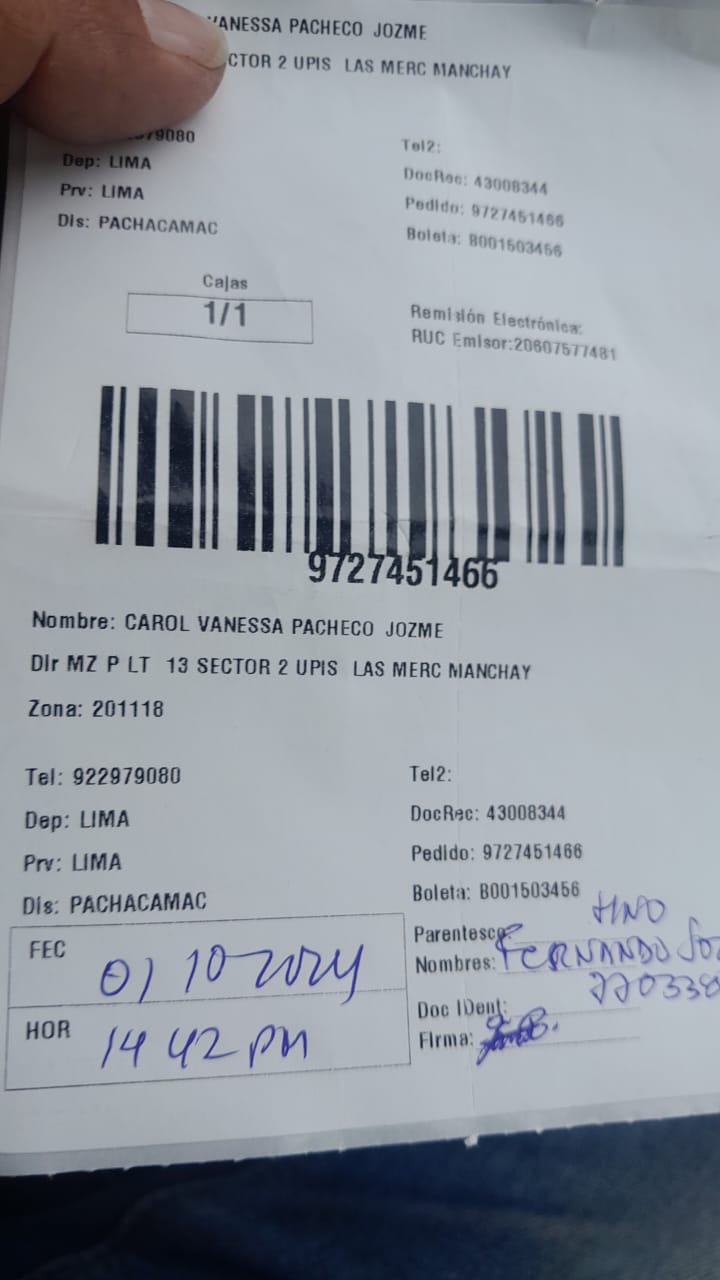 VANESSA PACHECO JOZME
CTOR 2 UPIS LAS MERC MANCHAY
79080
Tel2:
Dep: LIMA
DocRec: 43008344
Prv: LIMA
Pedido: 9727451466
Dis: PACHACAMAC
Boleta: B001503456
Cajas
1/1
Remisión Electrónica:
RUC Emisor:20607577481
9727451466
Nombre: CAROL VANESSA PACHECO JOZME
Dir MZ P LT 13 SECTOR 2 UPIS LAS MERC MANCHAY
Zona: 201118
Tel: 922979080
Tel2:
Dep: LIMA
DocRec: 43008344
Prv: LIMA
Pedido: 9727451466
Dis: PACHACAMAC
Boleta: B001503456
FEC 01 10 2024
HOR 14 42 PM
Parentesco:
Nombres: FERNANDO JOZ
Doc IDent: 770338
Firma: